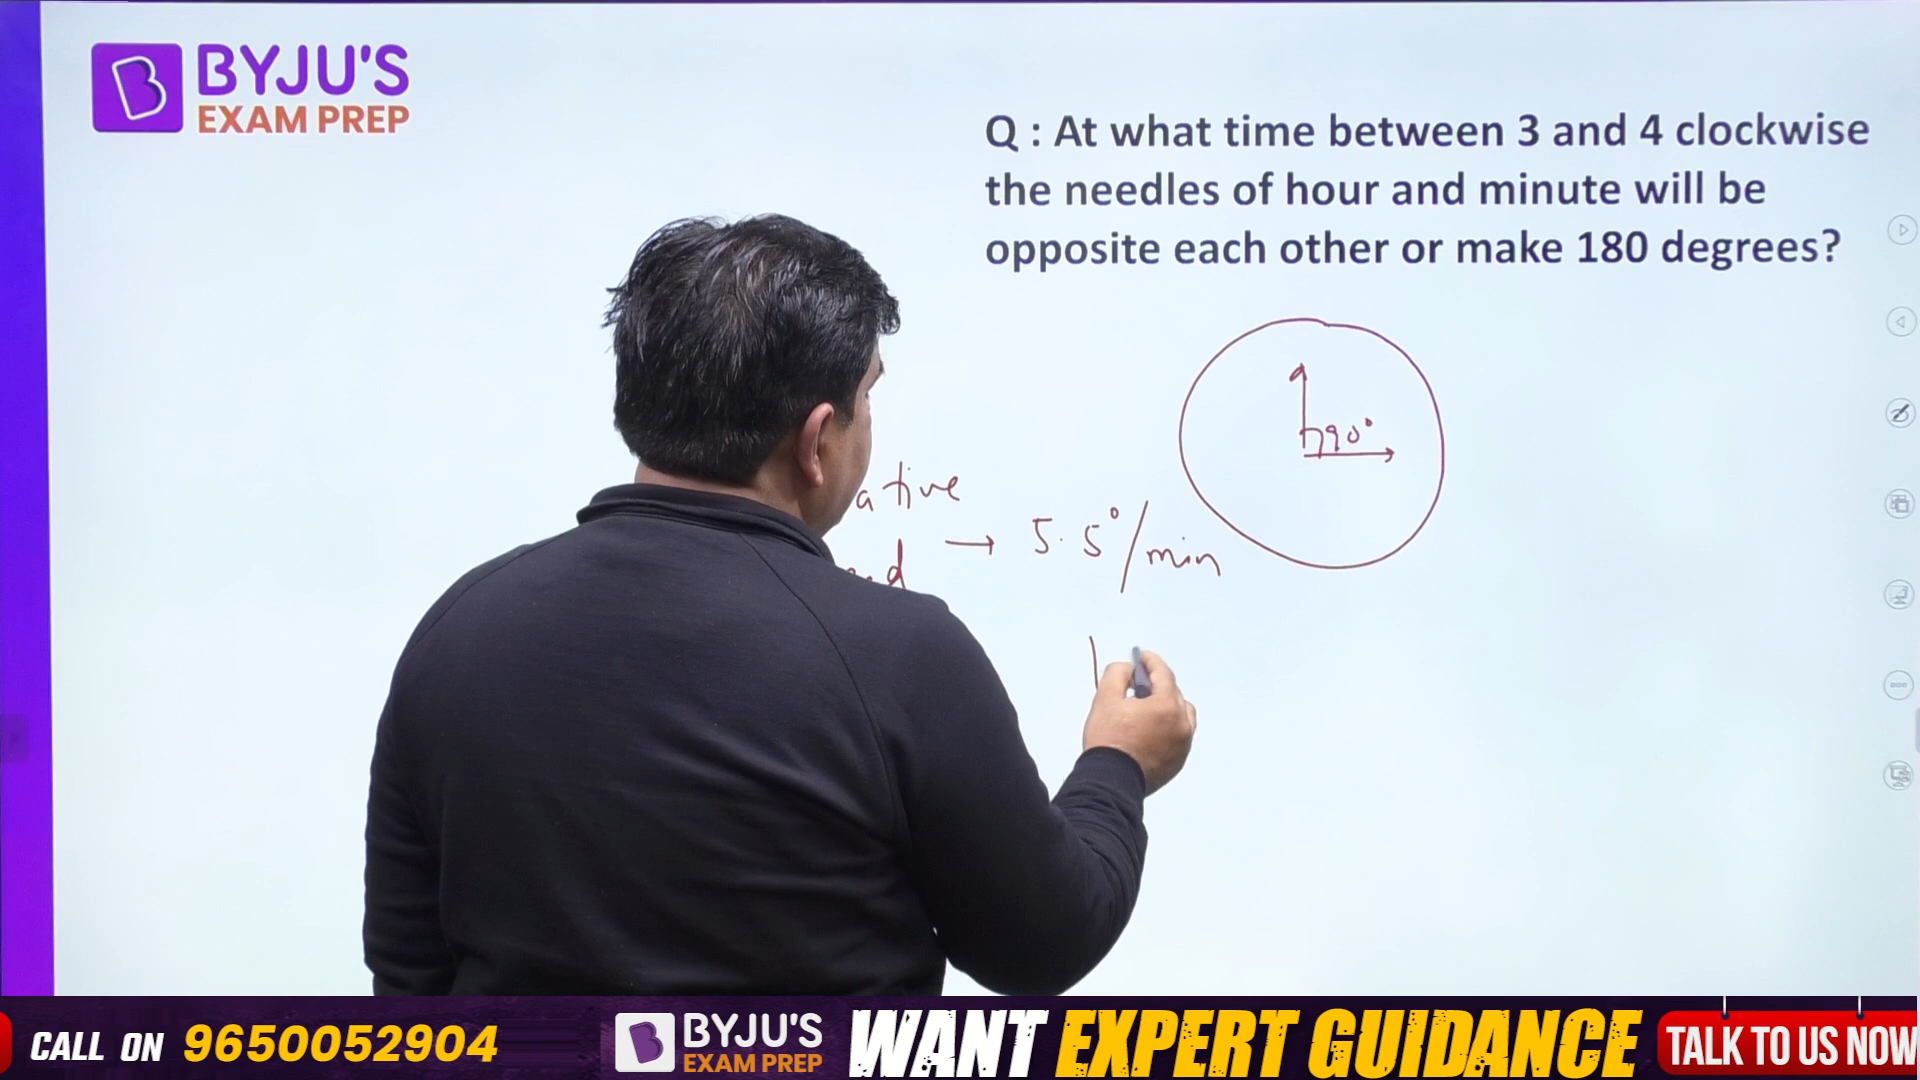 BYJU'S
EXAM PREP
Q : At what time between 3 and 4 clockwise
the needles of hour and minute will be
opposite each other or make 180 degrees?
90°
ative
→ 5.5°/min
CALL ON 9650052904
BYJU'S
EXAM PREP
WANT EXPERT GUIDANCE
TALK TO US NOW